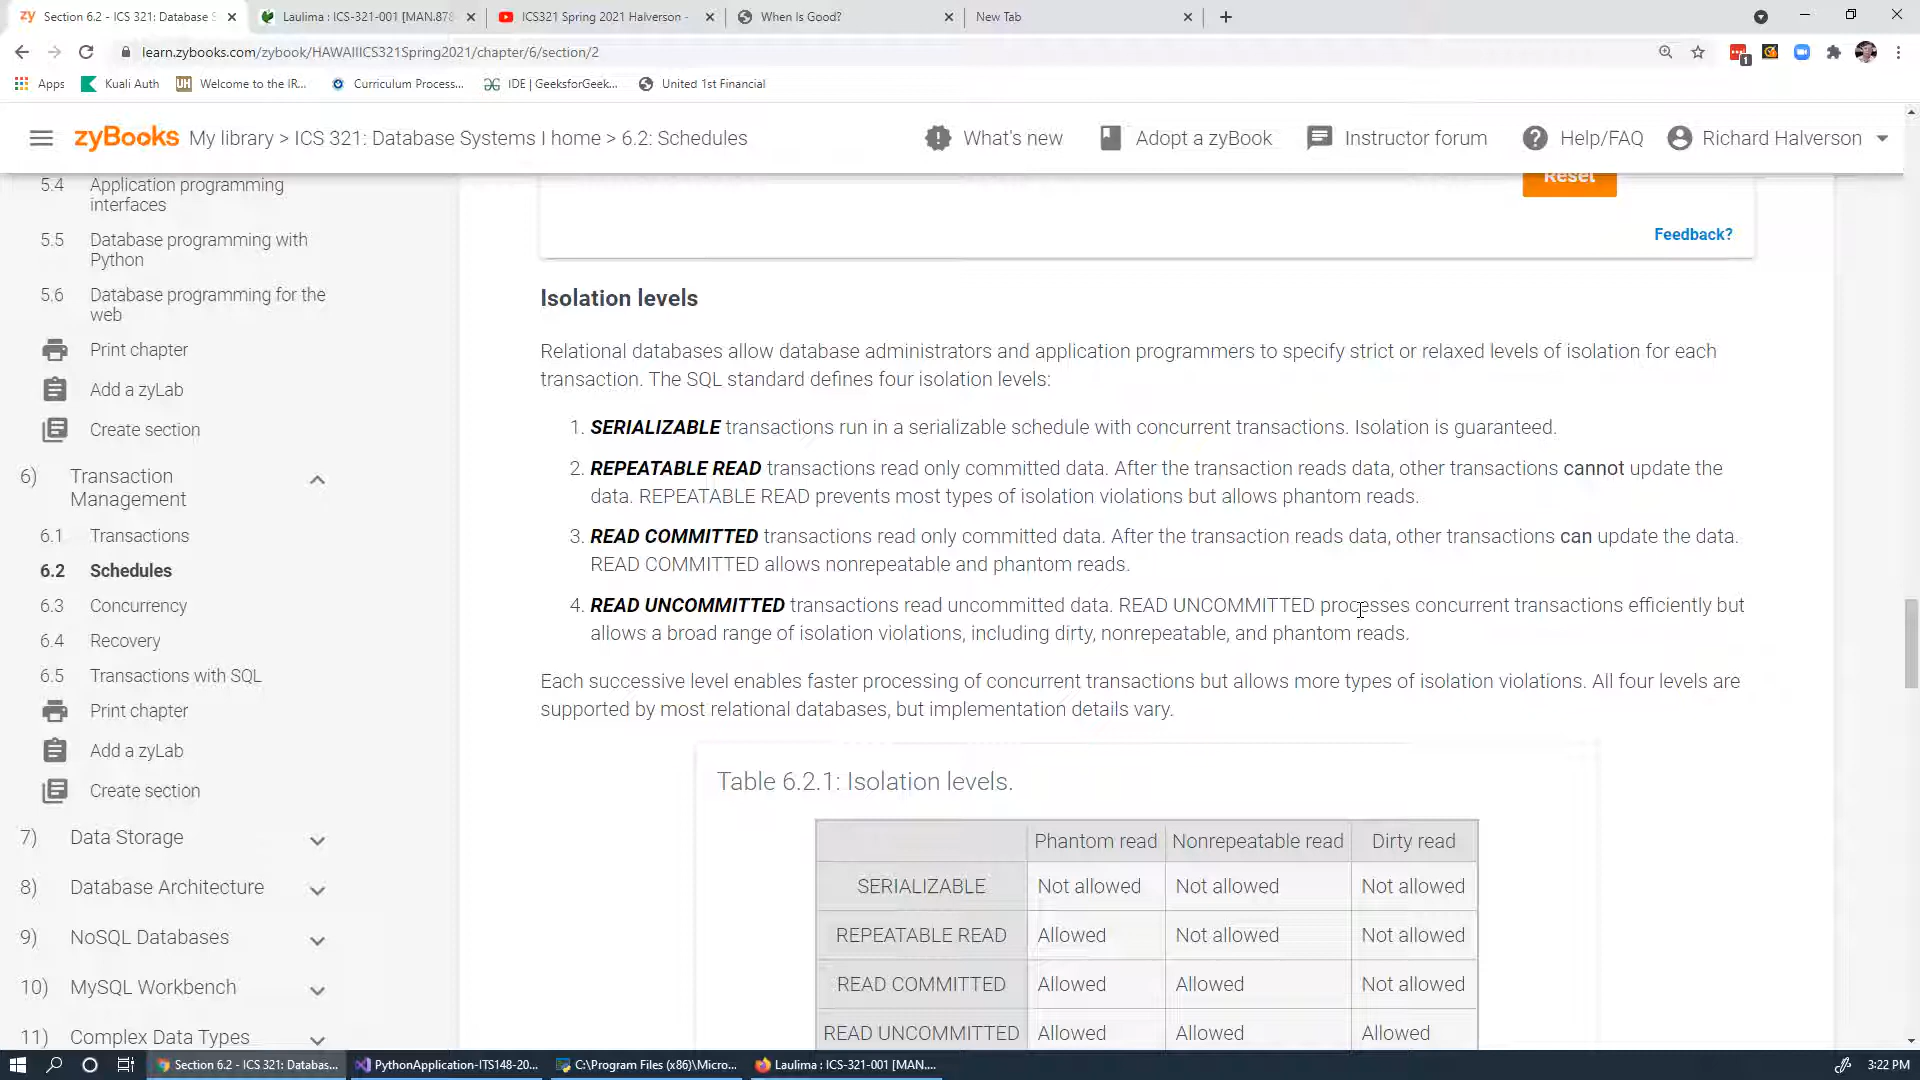 Section 6.2 - ICS 321: Database S
Laulima : ICS-321-001 [MAN.878
ICS321 Spring 2021 Halverson -
When Is Good?
New Tab
learn.zybooks.com/zybook/HAWAIIICS321Spring2021/chapter/6/section/2
Apps
Kuali Auth
Welcome to the IR...
Curriculum Process...
IDE | GeeksforGeek...
United 1st Financial
zyBooks My library > ICS 321: Database Systems I home > 6.2: Schedules
What's new
Adopt a zyBook
Instructor forum
Help/FAQ
Richard Halverson
5.4 Application programming
interfaces
5.5 Database programming with
Python
5.6 Database programming for the
web
Print chapter
Add a zyLab
Create section
6) Transaction
Management
6.1 Transactions
6.2 Schedules
6.3 Concurrency
6.4 Recovery
6.5 Transactions with SQL
Print chapter
Add a zyLab
Create section
7) Data Storage
8) Database Architecture
9) NoSQL Databases
10) MySQL Workbench
11) Complex Data Types
Reset
Feedback?
Isolation levels
Relational databases allow database administrators and application programmers to specify strict or relaxed levels of isolation for each
transaction. The SQL standard defines four isolation levels:
1. SERIALIZABLE transactions run in a serializable schedule with concurrent transactions. Isolation is guaranteed.
2. REPEATABLE READ transactions read only committed data. After the transaction reads data, other transactions cannot update the
data. REPEATABLE READ prevents most types of isolation violations but allows phantom reads.
3. READ COMMITTED transactions read only committed data. After the transaction reads data, other transactions can update the data.
READ COMMITTED allows nonrepeatable and phantom reads.
4. READ UNCOMMITTED transactions read uncommitted data. READ UNCOMMITTED processes concurrent transactions efficiently but
allows a broad range of isolation violations, including dirty, nonrepeatable, and phantom reads.
Each successive level enables faster processing of concurrent transactions but allows more types of isolation violations. All four levels are
supported by most relational databases, but implementation details vary.
Table 6.2.1: Isolation levels.
Phantom read Nonrepeatable read Dirty read
SERIALIZABLE Not allowed Not allowed Not allowed
REPEATABLE READ Allowed Not allowed Not allowed
READ COMMITTED Allowed Allowed Not allowed
READ UNCOMMITTED Allowed Allowed Allowed
Section 6.2 - ICS 321: Databas...
PythonApplication-ITS148-20...
C:\Program Files (x86)\Micro...
Laulima : ICS-321-001 [MAN....
3:22 PM